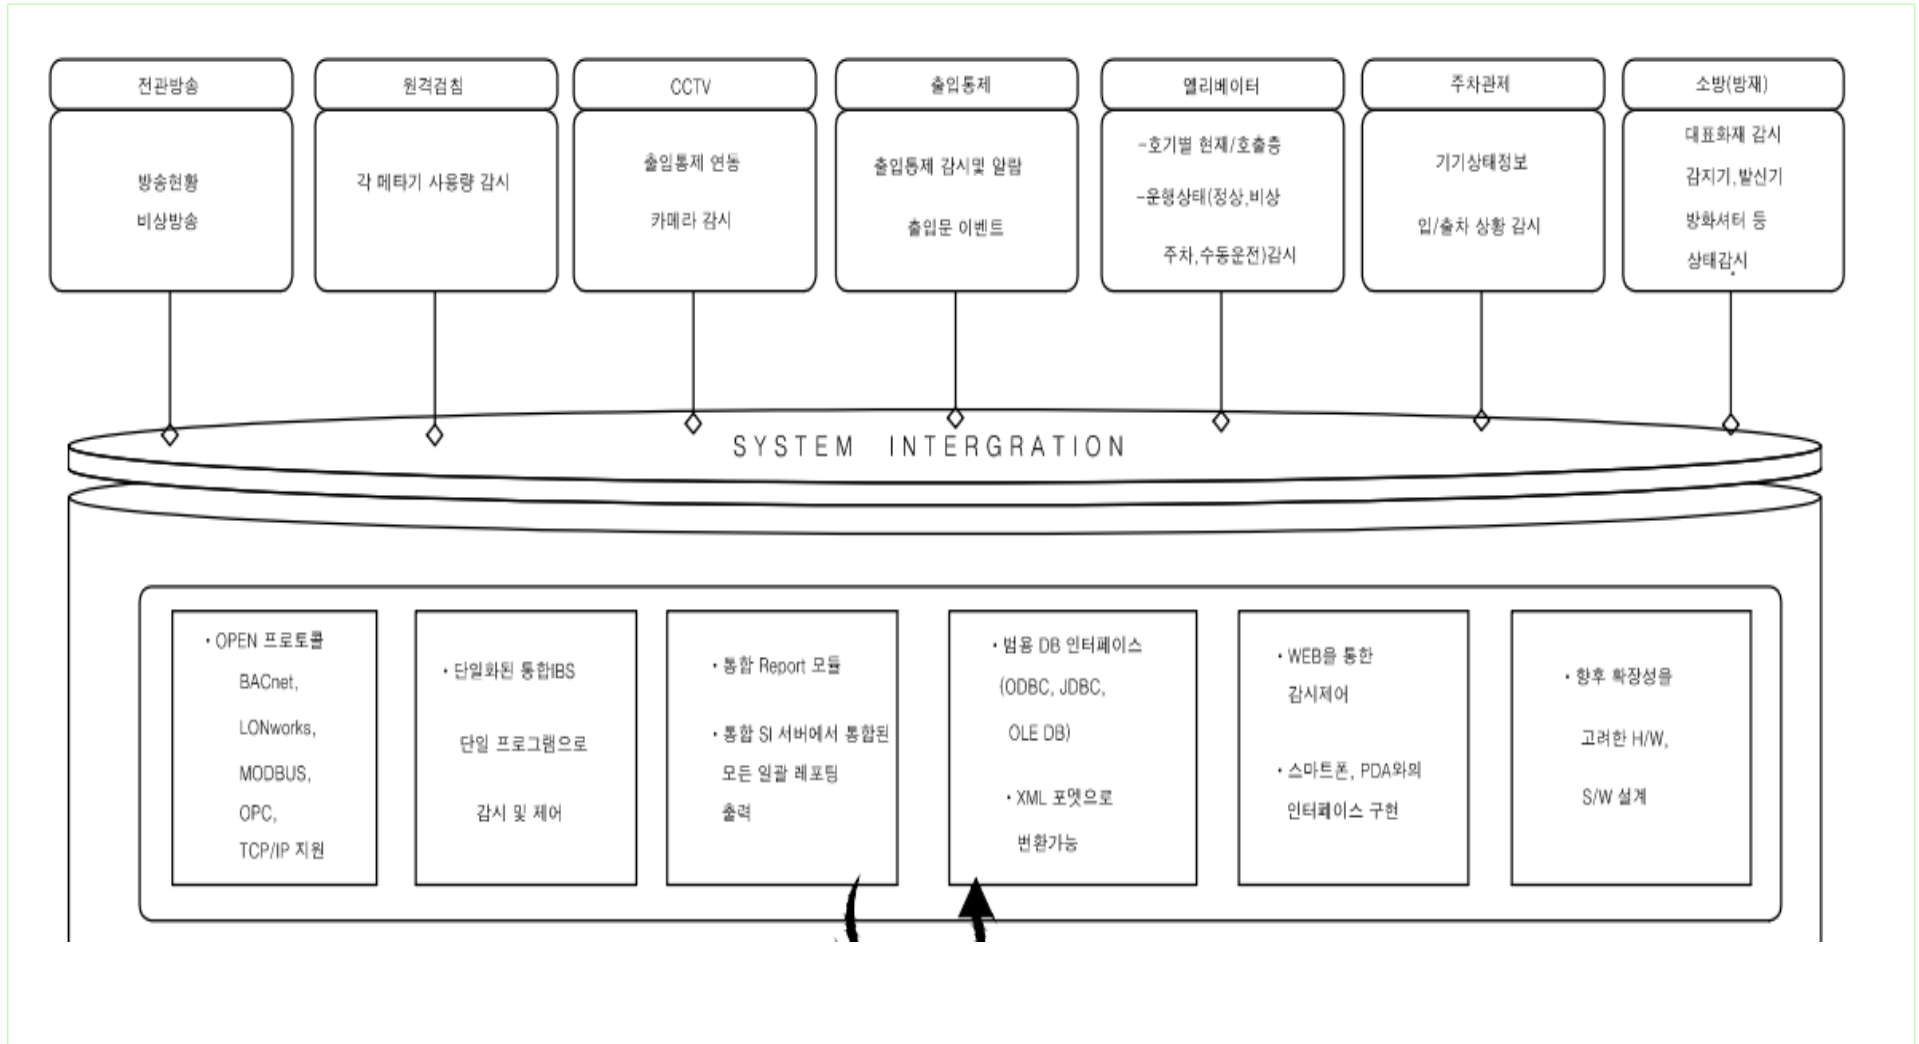 전관방송
방송현황
비상방송
원격검침
각 메타기 사용량 감시
CCTV
출입통제 연동
카메라 감시
출입통제
출입통제 감시및 알람
출입문 이벤트
엘리베이터
-호기별 현재/호출층
-운행상태(정상,비상
주차,수동운전)감시
주차관제
기기상태정보
입/출차 상황 감시
소방(방재)
대표화재 감시
감지기,발신기
방화셔터 등
상태감시
SYSTEM INTERGRATION
• OPEN 프로토콜
BACnet,
LONworks,
MODBUS,
OPC,
TCP/IP 지원
• 단일화된 통합IBS
단일 프로그램으로
감시 및 제어
• 통합 Report 모듈
• 통합 SI 서버에서 통합된
모든 일괄 레포팅
출력
• 범용 DB 인터페이스
(ODBC, JDBC,
OLE DB)
• XML 포멧으로
변환가능
• WEB을 통한
감시제어
• 스마트폰, PDA와의
인터페이스 구현
• 향후 확장성을
고려한 H/W,
S/W 설계